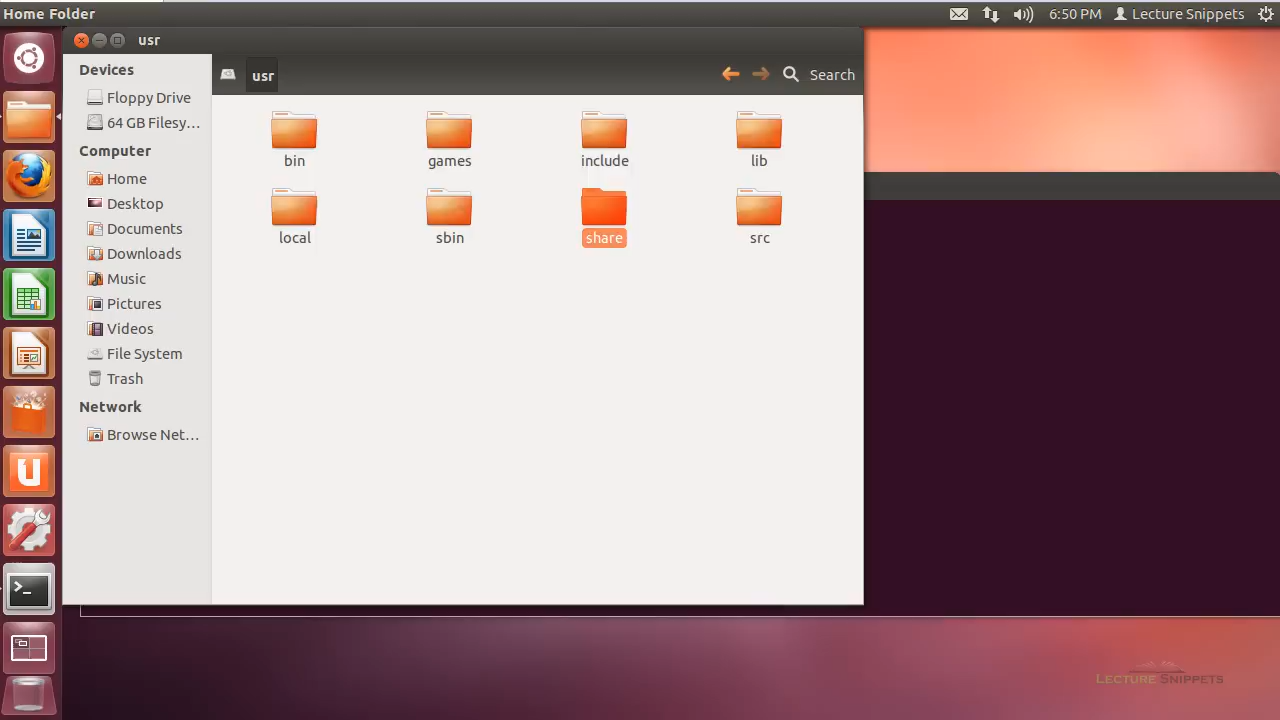 Home Folder
6:50 PM
Lecture Snippets
usr
Devices
Floppy Drive
64 GB Filesy...
Computer
Home
Desktop
Documents
Downloads
Music
Pictures
Videos
File System
Trash
Network
Browse Net...
usr
Search
bin
games
include
lib
local
sbin
share
src
>_
LECTURE SNIPPETS